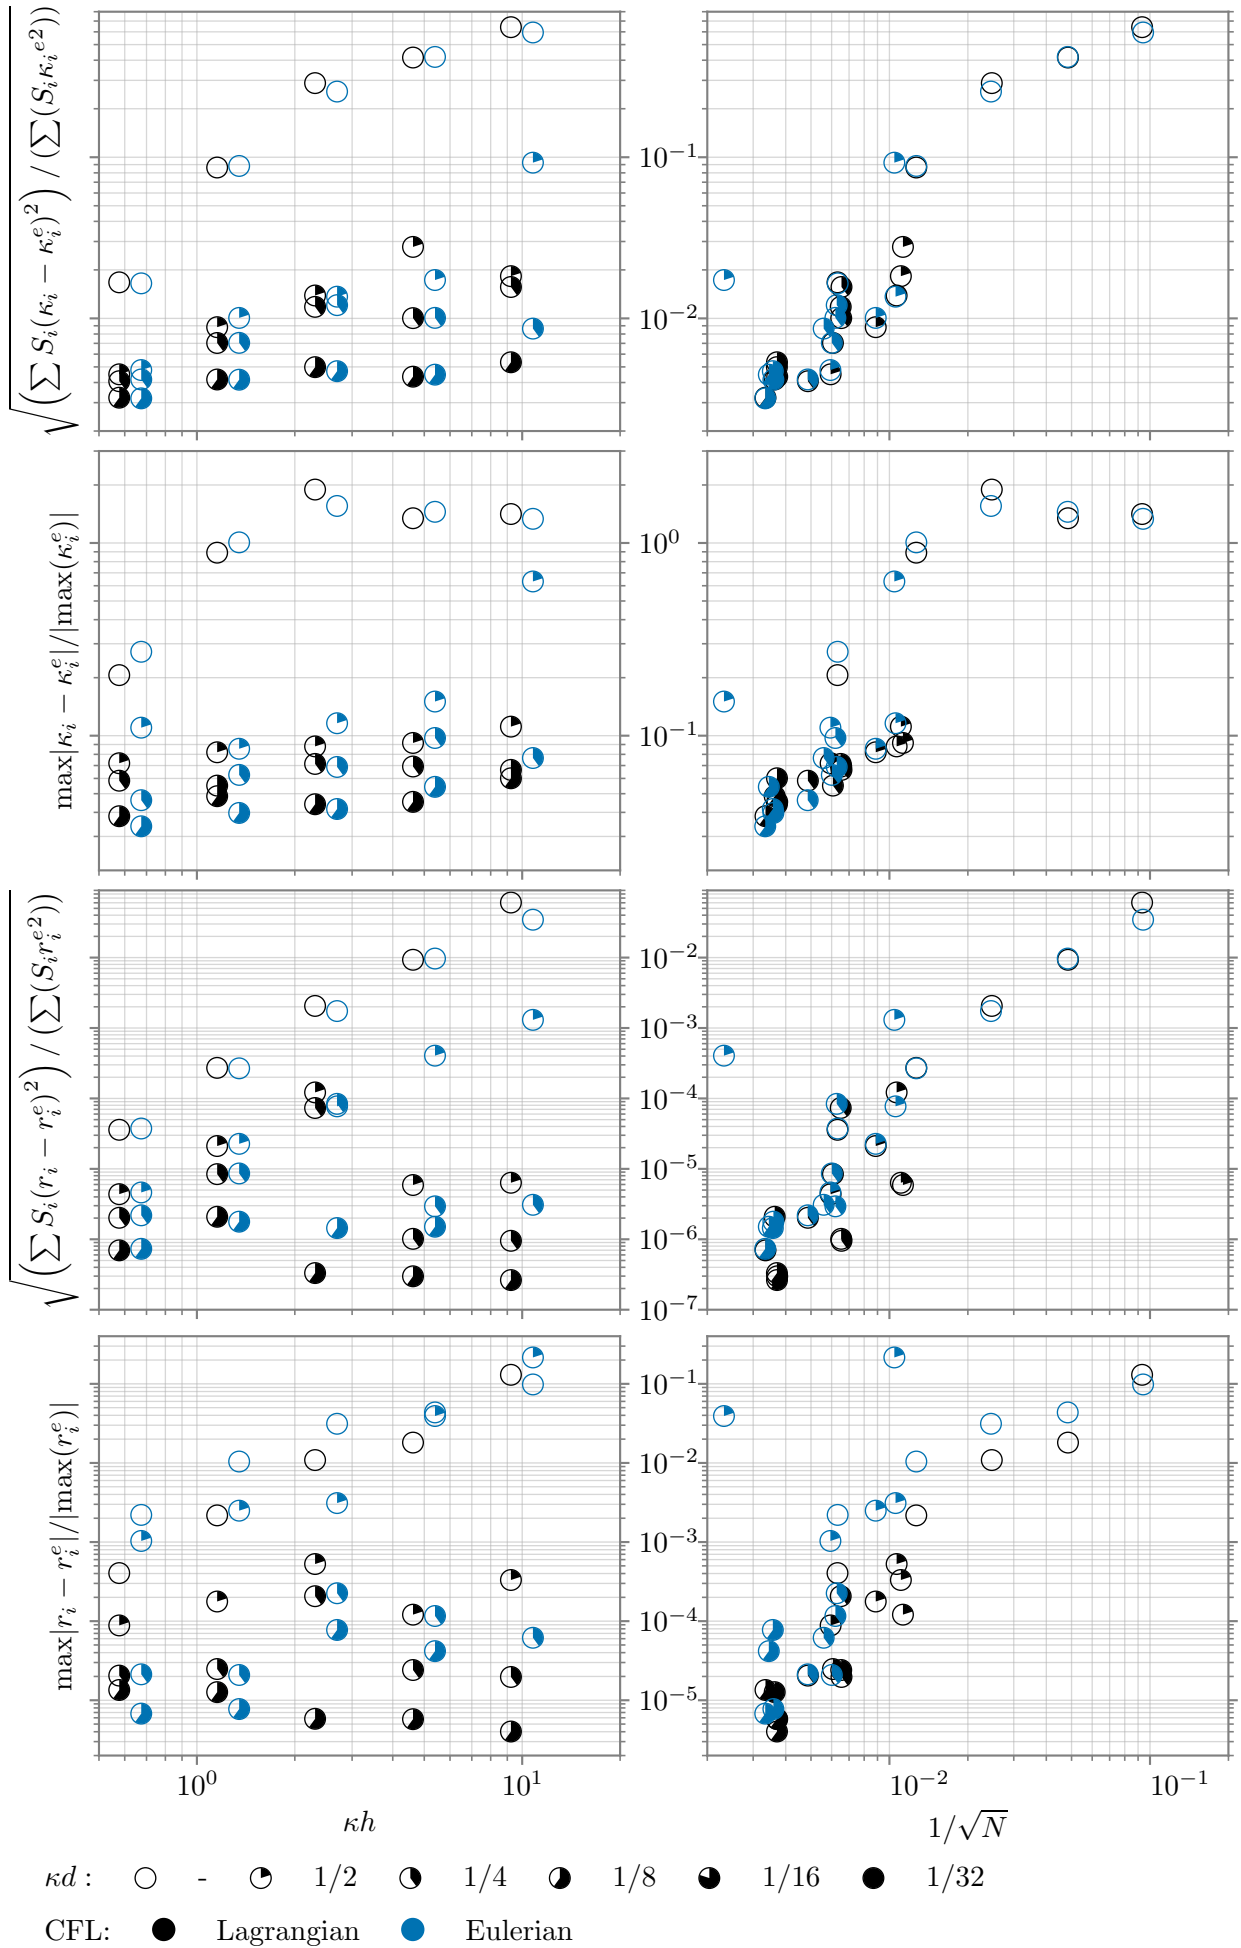 √((∑ S_i(κ_i − κ_i^e)^2) / (∑(S_i κ_i^{e2})))
10^{-1}
10^{-2}
max|κ_i − κ_i^e|/|max(κ_i^e)|
10^0
10^{-1}
√((∑ S_i(r_i − r_i^e)^2) / (∑(S_i r_i^{e2})))
10^{-2}
10^{-3}
10^{-4}
10^{-5}
10^{-6}
10^{-7}
max|r_i − r_i^e|/|max(r_i^e)|
10^{-1}
10^{-2}
10^{-3}
10^{-4}
10^{-5}
10^0 10^1 10^{-2} 10^{-1}
κh 1/√N
κd : - 1/2 1/4 1/8 1/16 1/32
CFL: Lagrangian Eulerian